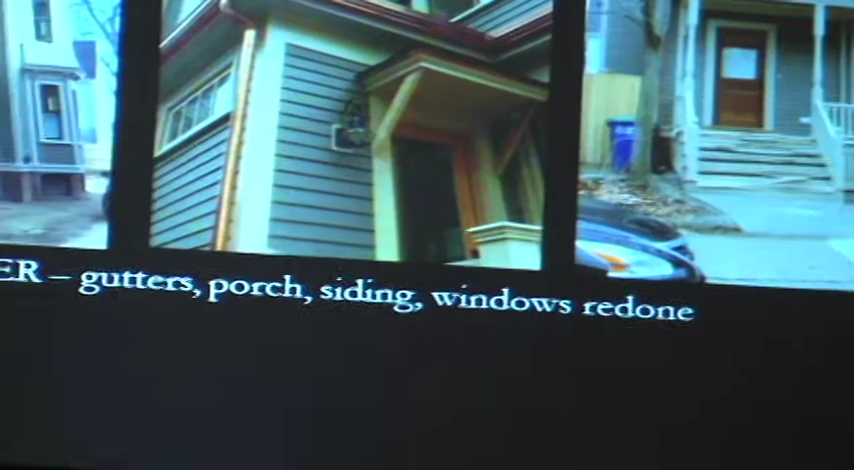 ER – gutters, porch, siding, windows redone